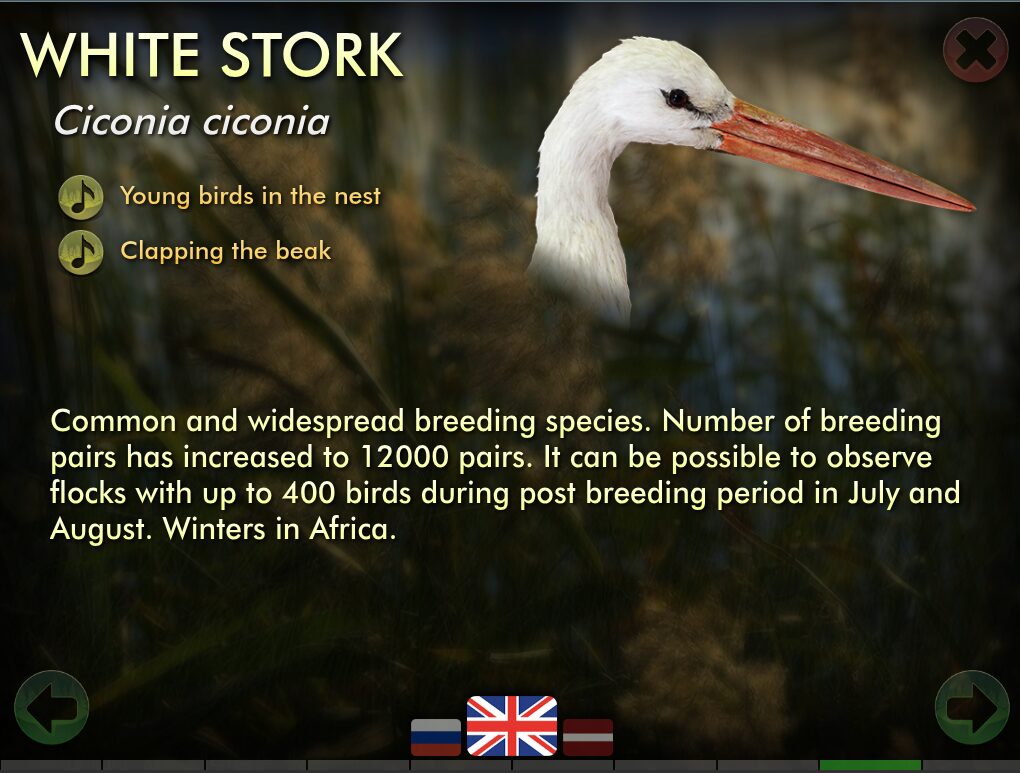 WHITE STORK
Ciconia ciconia
Young birds in the nest
Clapping the beak
Common and widespread breeding species. Number of breeding
pairs has increased to 12000 pairs. It can be possible to observe
flocks with up to 400 birds during post breeding period in July and
August. Winters in Africa.